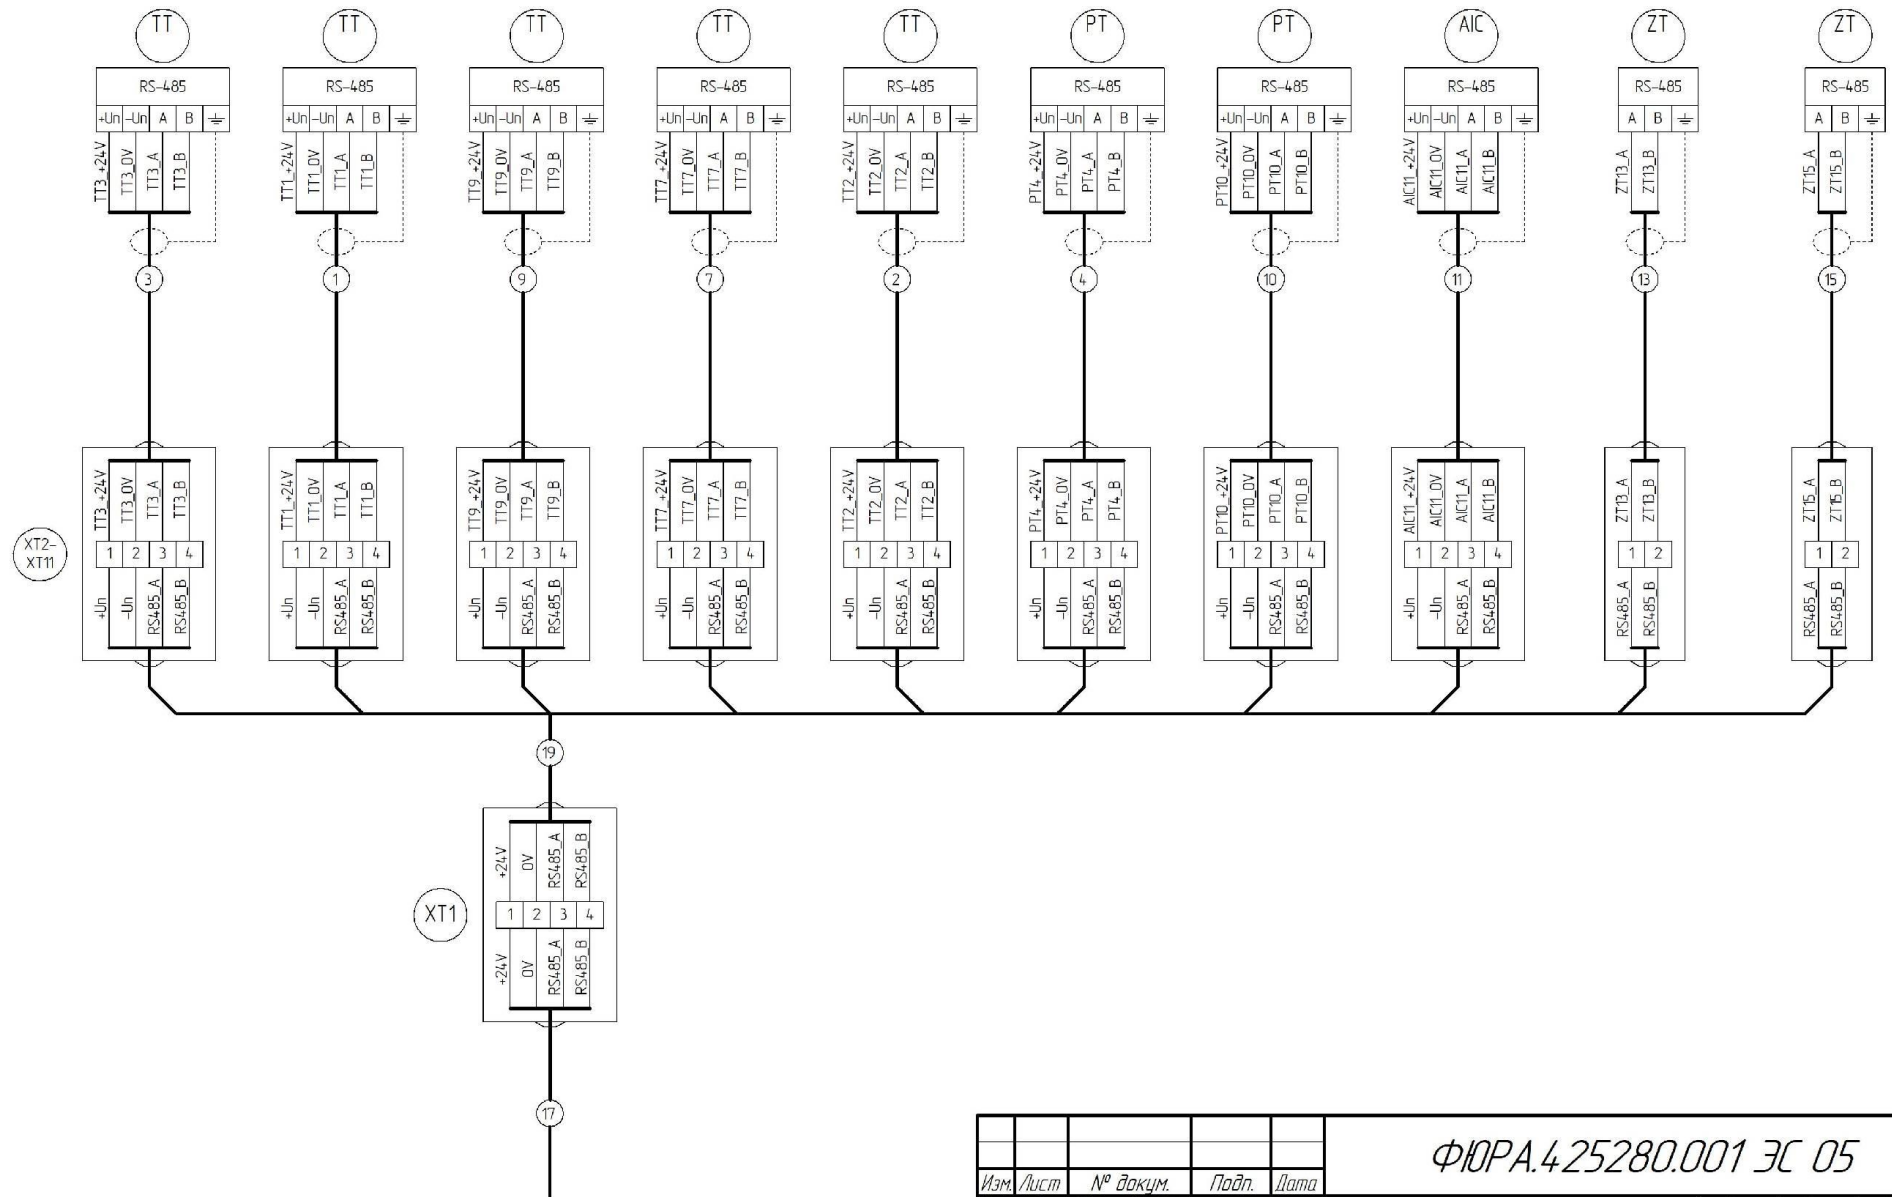 TT TT TT TT TT PT PT AIC ZT ZT
RS-485 RS-485 RS-485 RS-485 RS-485 RS-485 RS-485 RS-485 RS-485 RS-485
+Un -Un A B +Un -Un A B +Un -Un A B +Un -Un A B +Un -Un A B +Un -Un A B +Un -Un A B +Un -Un A B A B A B
TT3_+24V TT3_0V TT3_A TT3_B TT1_+24V TT1_0V TT1_A TT1_B TT9_+24V TT9_0V TT9_A TT9_B TT7_+24V TT7_0V TT7_A TT7_B TT2_+24V TT2_0V TT2_A TT2_B PT4_+24V PT4_0V PT4_A PT4_B PT10_+24V PT10_0V PT10_A PT10_B AIC11_+24V AIC11_0V AIC11_A AIC11_B ZT13_A ZT13_B ZT15_A ZT15_B
3 1 9 7 2 4 10 11 13 15
TT3_+24V TT3_0V TT3_A TT3_B TT1_+24V TT1_0V TT1_A TT1_B TT9_+24V TT9_0V TT9_A TT9_B TT7_+24V TT7_0V TT7_A TT7_B TT2_+24V TT2_0V TT2_A TT2_B PT4_+24V PT4_0V PT4_A PT4_B PT10_+24V PT10_0V PT10_A PT10_B AIC11_+24V AIC11_0V AIC11_A AIC11_B ZT13_A ZT13_B ZT15_A ZT15_B
XT2-
XT11
1 2 3 4 1 2 3 4 1 2 3 4 1 2 3 4 1 2 3 4 1 2 3 4 1 2 3 4 1 2 3 4 1 2 1 2
+Un -Un RS485_A RS485_B +Un -Un RS485_A RS485_B +Un -Un RS485_A RS485_B +Un -Un RS485_A RS485_B +Un -Un RS485_A RS485_B +Un -Un RS485_A RS485_B +Un -Un RS485_A RS485_B +Un -Un RS485_A RS485_B RS485_A RS485_B RS485_A RS485_B
19
+24V 0V RS485_A RS485_B
XT1
1 2 3 4
+24V 0V RS485_A RS485_B
17
ФЮРА.425280.001 ЭС 05
Изм. Лист № докум. Подп. Дата